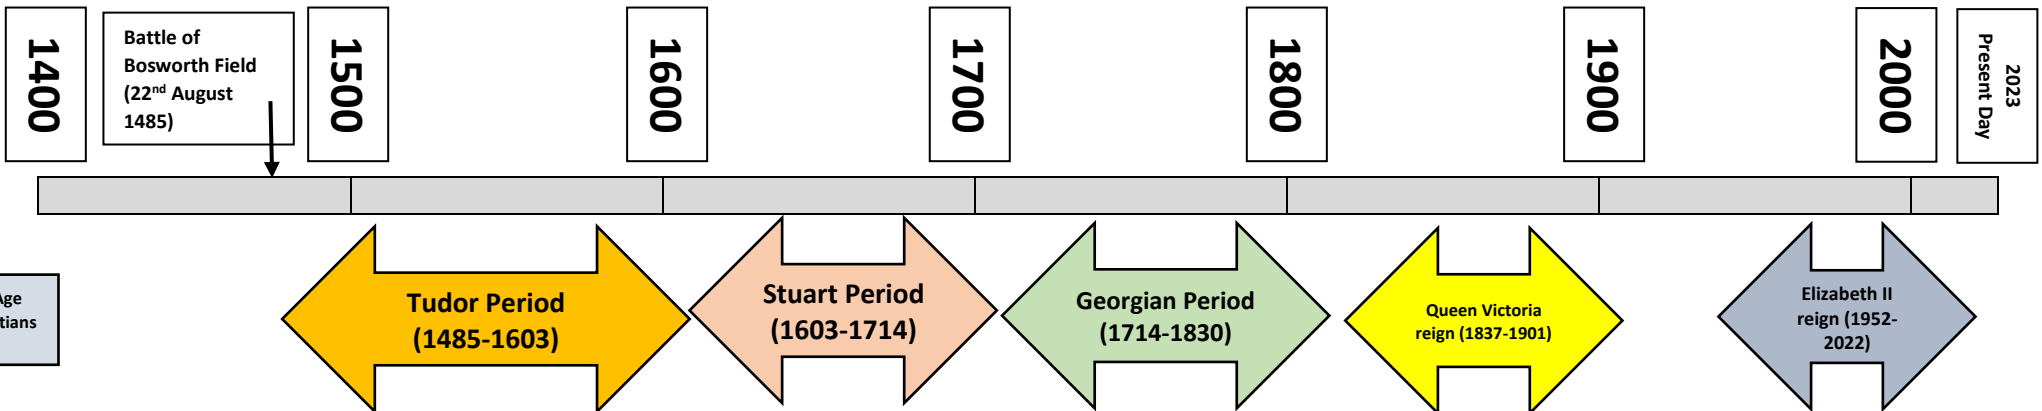 1400
Battle of
Bosworth Field
(22nd August
1485)
1500
1600
1700
1800
1900
2000
2023
Present Day
Age
tians
Tudor Period
(1485-1603)
Stuart Period
(1603-1714)
Georgian Period
(1714-1830)
Queen Victoria
reign (1837-1901)
Elizabeth II
reign (1952-
2022)